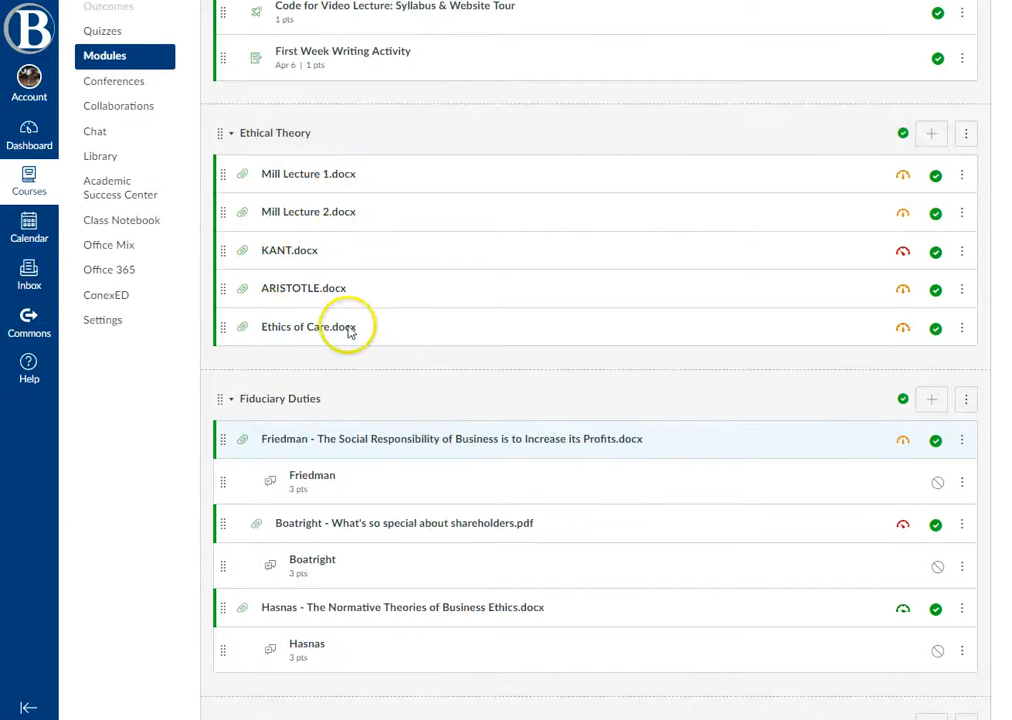 B
Account
Dashboard
Courses
Calendar
Inbox
Commons
Help
Outcomes
Quizzes
Modules
Conferences
Collaborations
Chat
Library
Academic
Success Center
Class Notebook
Office Mix
Office 365
ConexED
Settings
Code for Video Lecture: Syllabus & Website Tour
1 pts
First Week Writing Activity
Apr 6 | 1 pts
Ethical Theory
Mill Lecture 1.docx
Mill Lecture 2.docx
KANT.docx
ARISTOTLE.docx
Ethics of Care.docx
Fiduciary Duties
Friedman - The Social Responsibility of Business is to Increase its Profits.docx
Friedman
3 pts
Boatright - What's so special about shareholders.pdf
Boatright
3 pts
Hasnas - The Normative Theories of Business Ethics.docx
Hasnas
3 pts